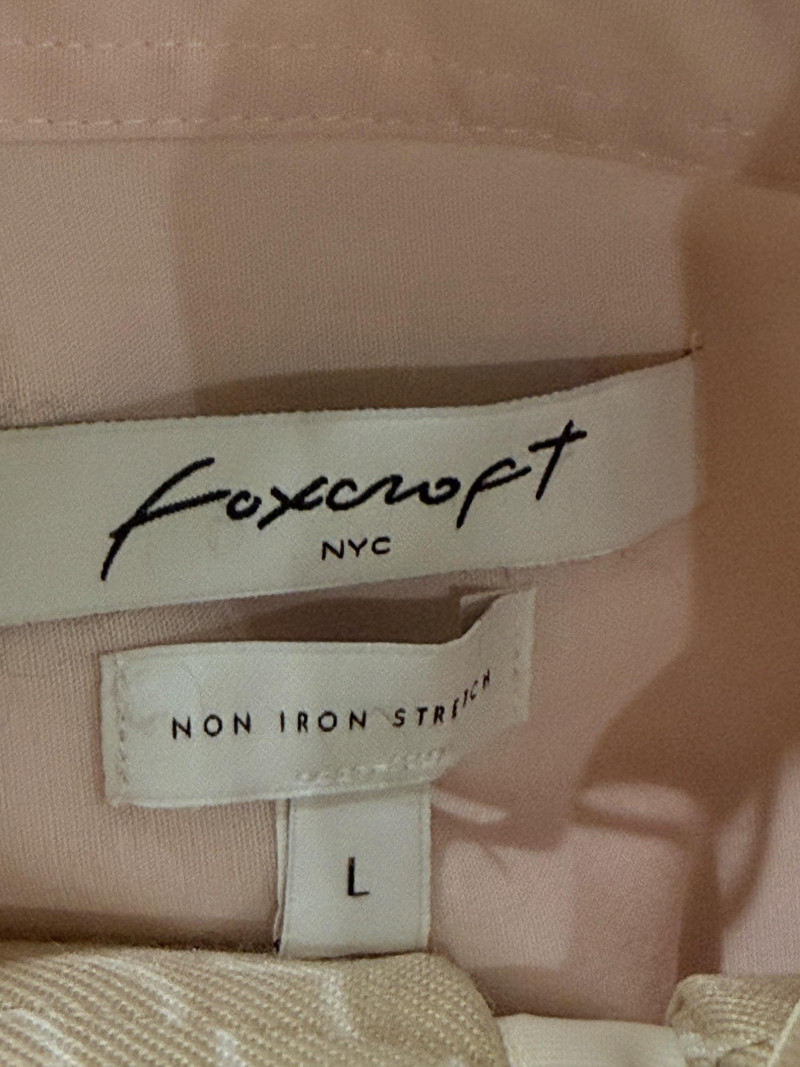 foxcroft
NYC
NON IRON STRETCH
L